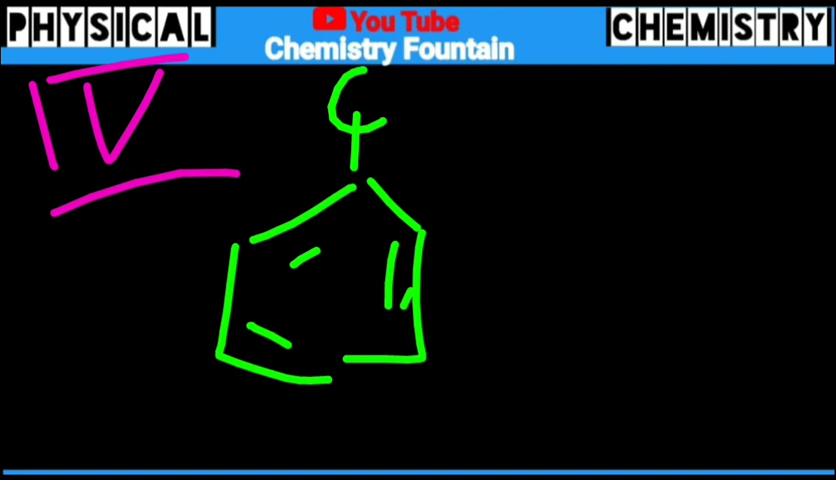 PHYSICAL
You Tube
CHEMISTRY
Chemistry Fountain
IV
C